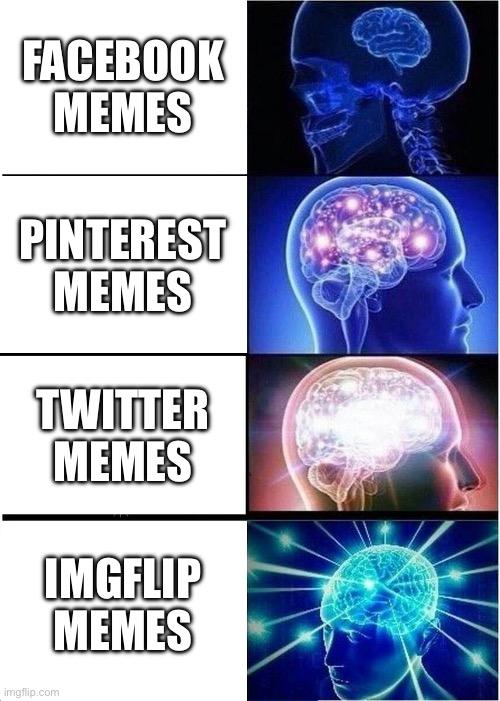 FACEBOOK
MEMES
PINTEREST
MEMES
TWITTER
MEMES
IMGFLIP
MEMES
imgflip.com